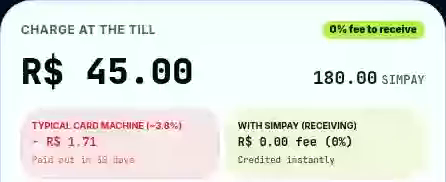 CHARGE AT THE TILL
0% fee to receive
R$ 45.00
180.00 SIMPAY
TYPICAL CARD MACHINE (~3.8%)
- R$ 1.71
Paid out in days
WITH SIMPAY (RECEIVING)
R$ 0.00 fee (0%)
Credited instantly